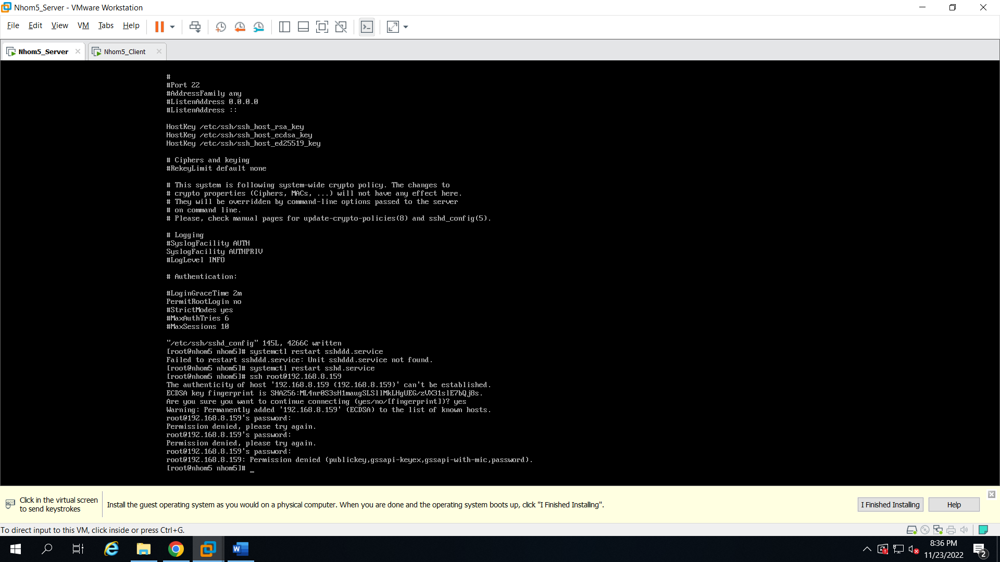 Nhom5_Server - VMware Workstation
File Edit View VM Tabs Help
Nhom5_Server
Nhom5_Client
#
#Port 22
#AddressFamily any
#ListenAddress 0.0.0.0
#ListenAddress ::
HostKey /etc/ssh/ssh_host_rsa_key
HostKey /etc/ssh/ssh_host_ecdsa_key
HostKey /etc/ssh/ssh_host_ed25519_key
# Ciphers and keying
#RekeyLimit default none
# This system is following system-wide crypto policy. The changes to
# crypto properties (Ciphers, MACs, ...) will not have any effect here.
# They will be overridden by command-line options passed to the server
# on command line.
# Please, check manual pages for update-crypto-policies(8) and sshd_config(5).
# Logging
#SyslogFacility AUTH
SyslogFacility AUTHPRIV
#LogLevel INFO
# Authentication:
#LoginGraceTime 2m
PermitRootLogin no
#StrictModes yes
#MaxAuthTries 6
#MaxSessions 10
"/etc/ssh/sshd_config" 145L, 4266C written
[root@nhom5 nhom5]# systemctl restart sshddd.service
Failed to restart sshddd.service: Unit sshddd.service not found.
[root@nhom5 nhom5]# systemctl restart sshd.service
[root@nhom5 nhom5]# ssh root@192.168.8.159
The authenticity of host '192.168.8.159 (192.168.8.159)' can't be established.
ECDSA key fingerprint is SHA256:ML4nr0S3sH1maugSLSllMkLHgUEG/zVX31slE7bQj8s.
Are you sure you want to continue connecting (yes/no/[fingerprint])? yes
Warning: Permanently added '192.168.8.159' (ECDSA) to the list of known hosts.
root@192.168.8.159's password:
Permission denied, please try again.
root@192.168.8.159's password:
Permission denied, please try again.
root@192.168.8.159's password:
root@192.168.8.159: Permission denied (publickey,gssapi-keyex,gssapi-with-mic,password).
[root@nhom5 nhom5]# _
Click in the virtual screen
to send keystrokes
Install the guest operating system as you would on a physical computer. When you are done and the operating system boots up, click "I Finished Installing".
I Finished Installing
Help
To direct input to this VM, click inside or press Ctrl+G.
8:36 PM
11/23/2022
2